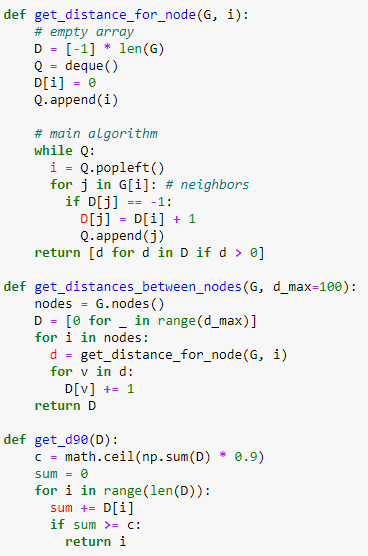 def get_distance_for_node(G, i):
    # empty array
    D = [-1] * len(G)
    Q = deque()
    D[i] = 0
    Q.append(i)

    # main algorithm
    while Q:
      i = Q.popleft()
      for j in G[i]: # neighbors
        if D[j] == -1:
          D[j] = D[i] + 1
          Q.append(j)
    return [d for d in D if d > 0]

def get_distances_between_nodes(G, d_max=100):
    nodes = G.nodes()
    D = [0 for _ in range(d_max)]
    for i in nodes:
      d = get_distance_for_node(G, i)
      for v in d:
        D[v] += 1
    return D

def get_d90(D):
    c = math.ceil(np.sum(D) * 0.9)
    sum = 0
    for i in range(len(D)):
      sum += D[i]
      if sum >= c:
        return i